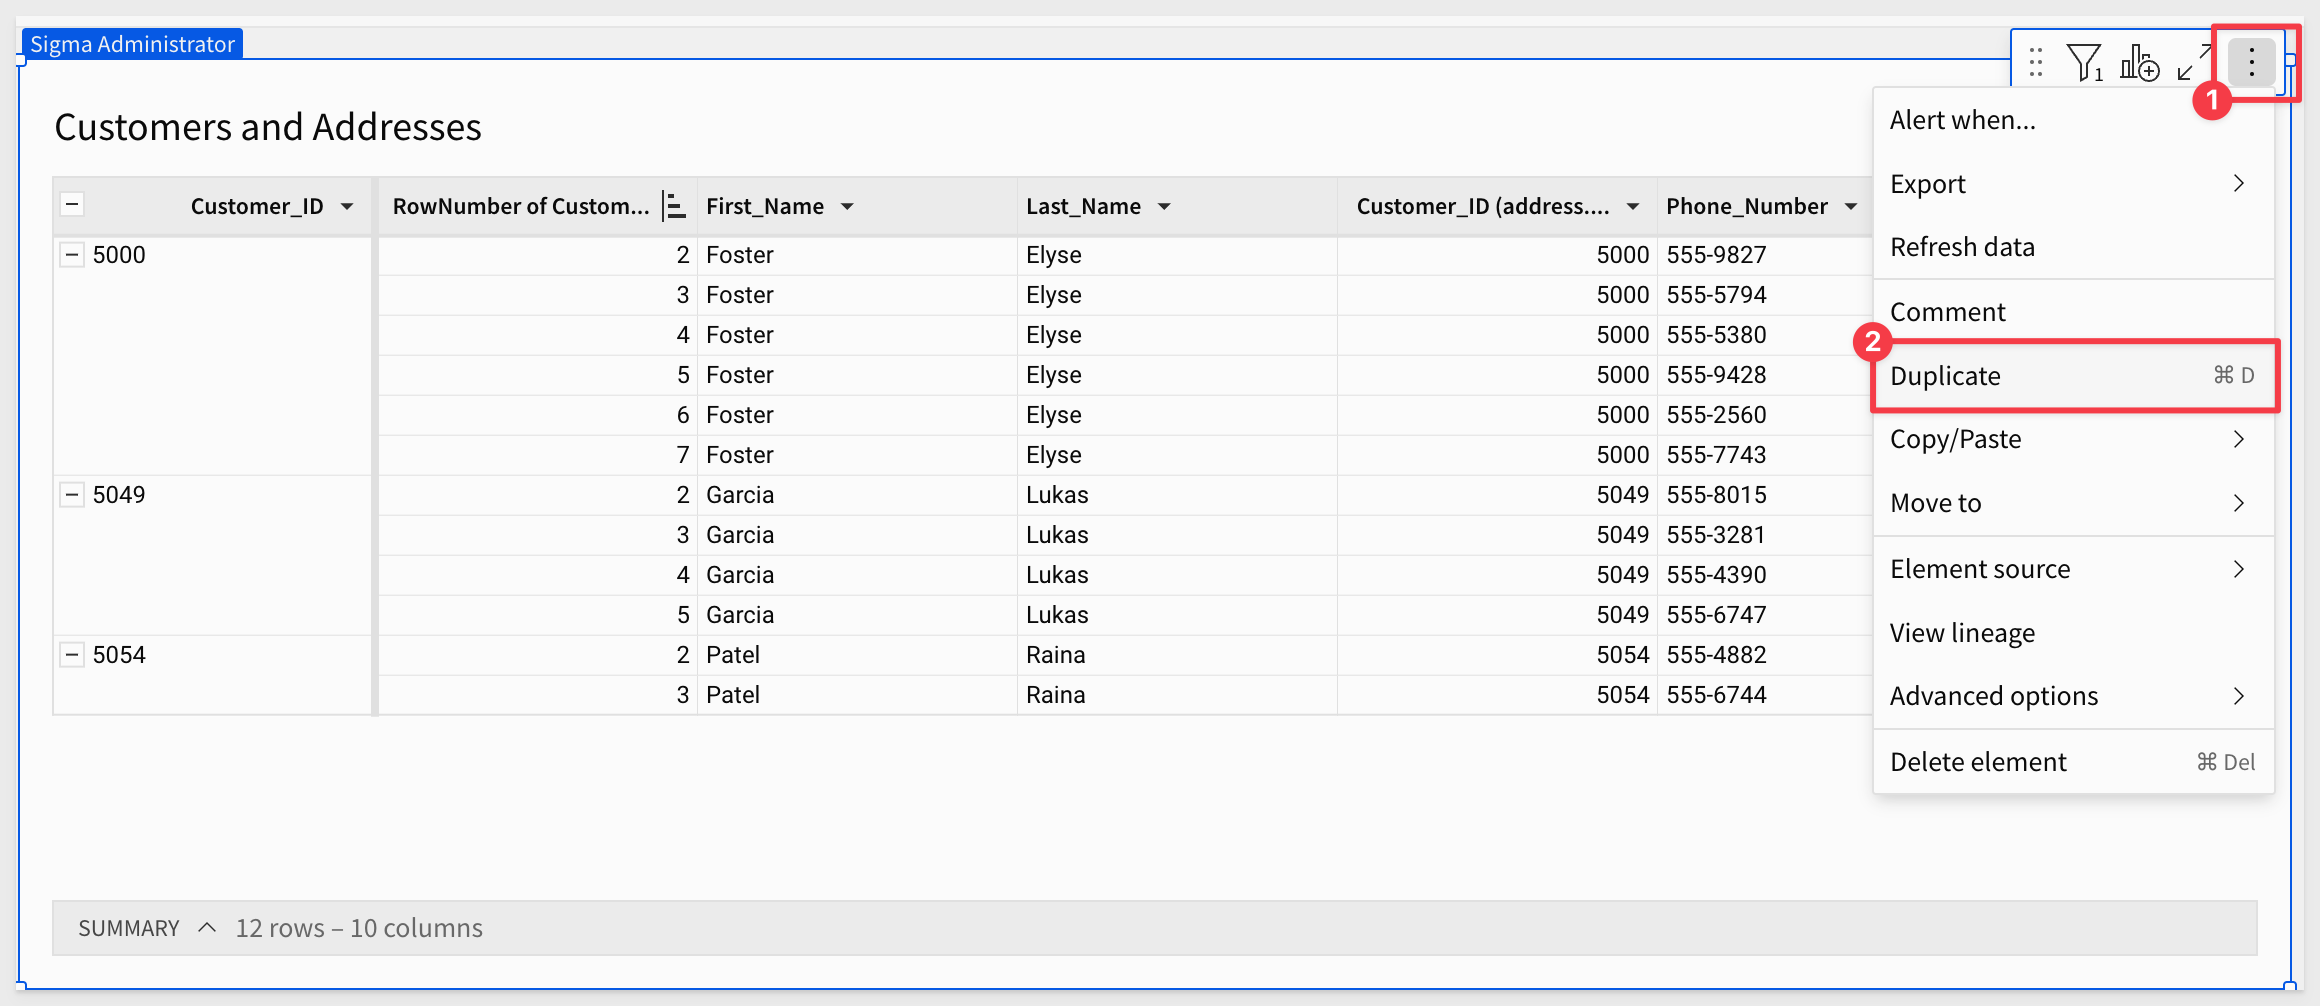 Sigma Administrator
1
1
Customers and Addresses
Customer_ID RowNumber of Custom... First_Name Last_Name Customer_ID (address.... Phone_Number
5000 2 Foster Elyse 5000 555-9827
3 Foster Elyse 5000 555-5794
4 Foster Elyse 5000 555-5380
5 Foster Elyse 5000 555-9428
6 Foster Elyse 5000 555-2560
7 Foster Elyse 5000 555-7743
5049 2 Garcia Lukas 5049 555-8015
3 Garcia Lukas 5049 555-3281
4 Garcia Lukas 5049 555-4390
5 Garcia Lukas 5049 555-6747
5054 2 Patel Raina 5054 555-4882
3 Patel Raina 5054 555-6744
SUMMARY 12 rows – 10 columns
Alert when...
Export
Refresh data
Comment
2
Duplicate ⌘ D
Copy/Paste
Move to
Element source
View lineage
Advanced options
Delete element ⌘ Del